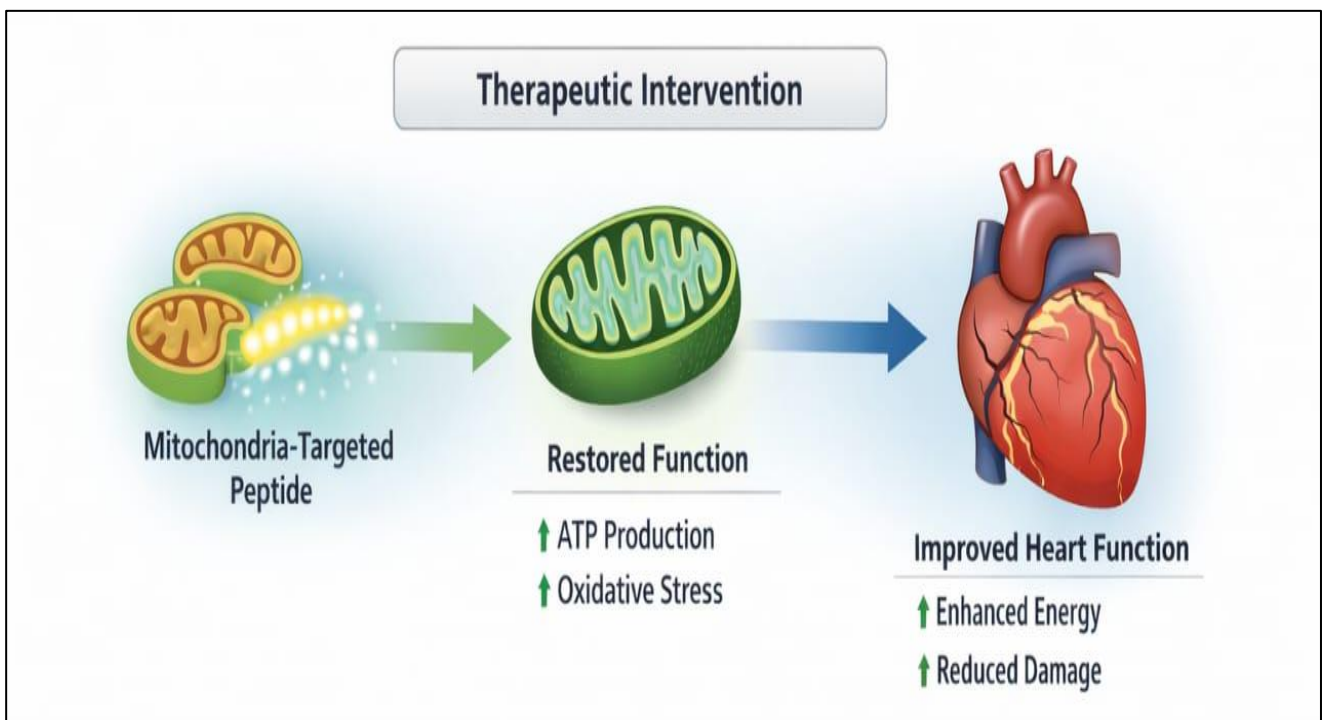 Therapeutic Intervention
Mitochondria-Targeted
Peptide
Restored Function
↑ ATP Production
↑ Oxidative Stress
Improved Heart Function
↑ Enhanced Energy
↑ Reduced Damage